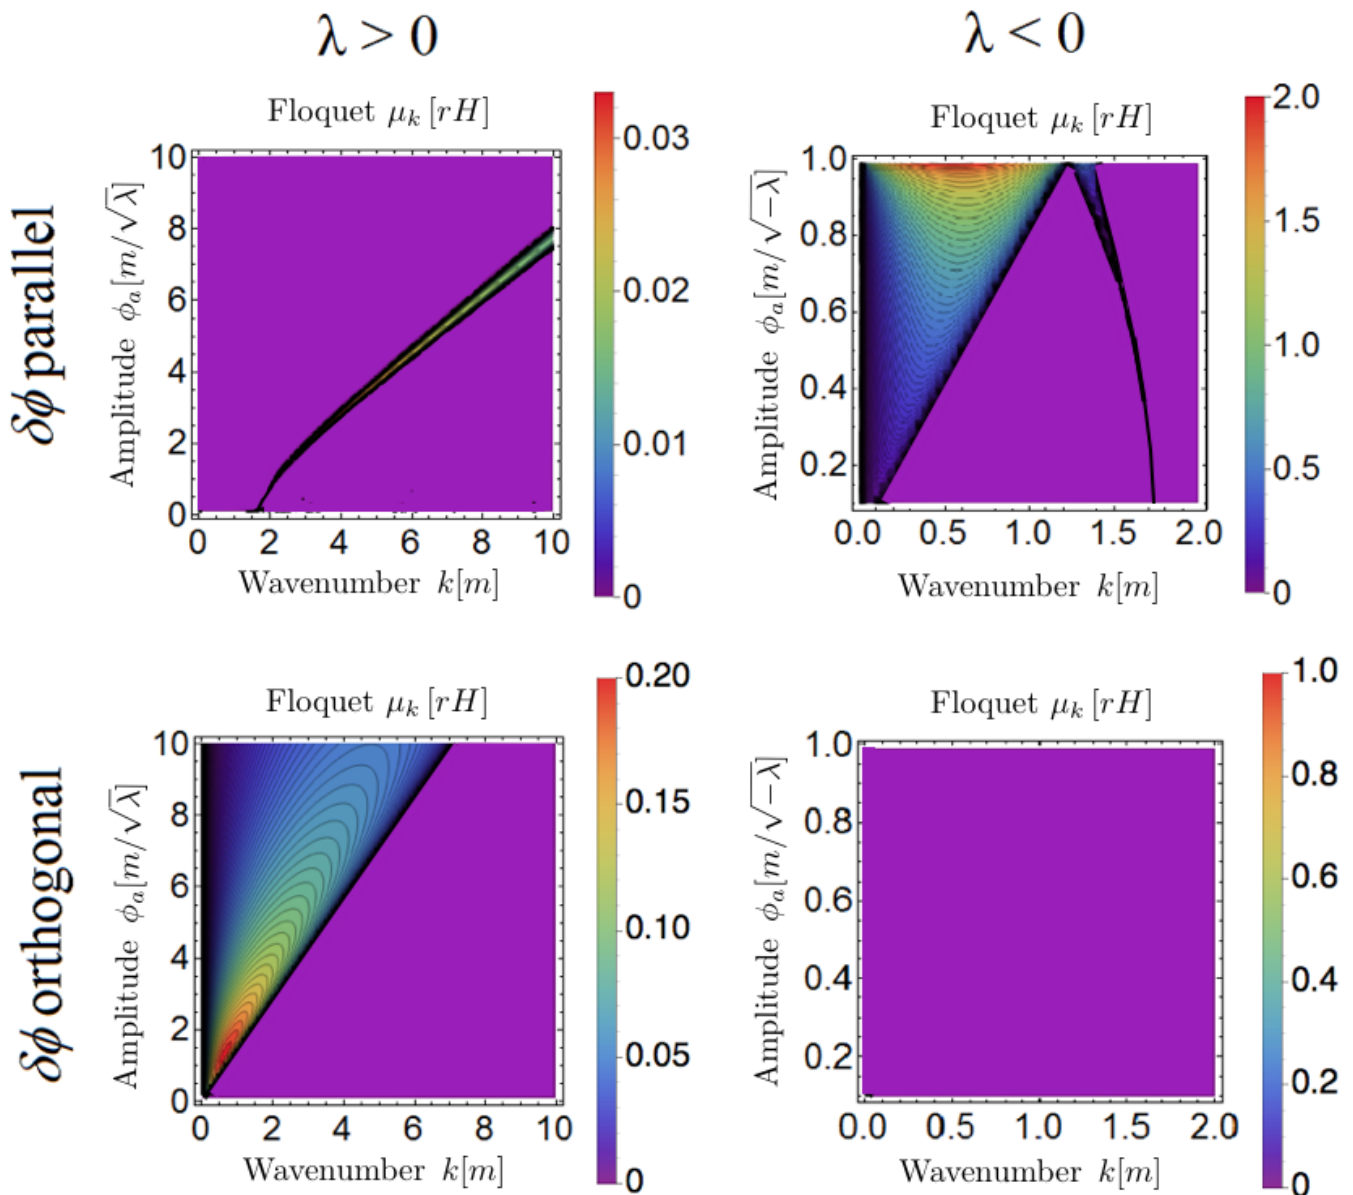 λ > 0
λ < 0
δϕ parallel
Floquet μ_k [rH]
Amplitude ϕ_a[m/√λ]
10
8
6
4
2
0
0 2 4 6 8 10
Wavenumber k[m]
0.03
0.02
0.01
0
Floquet μ_k [rH]
Amplitude ϕ_a[m/√-λ]
1.0
0.8
0.6
0.4
0.2
0.0 0.5 1.0 1.5 2.0
Wavenumber k[m]
2.0
1.5
1.0
0.5
0
δϕ orthogonal
Floquet μ_k [rH]
Amplitude ϕ_a[m/√λ]
10
8
6
4
2
0
0 2 4 6 8 10
Wavenumber k[m]
0.20
0.15
0.10
0.05
0
Floquet μ_k [rH]
Amplitude ϕ_a[m/√-λ]
1.0
0.8
0.6
0.4
0.2
0.0 0.5 1.0 1.5 2.0
Wavenumber k[m]
1.0
0.8
0.6
0.4
0.2
0